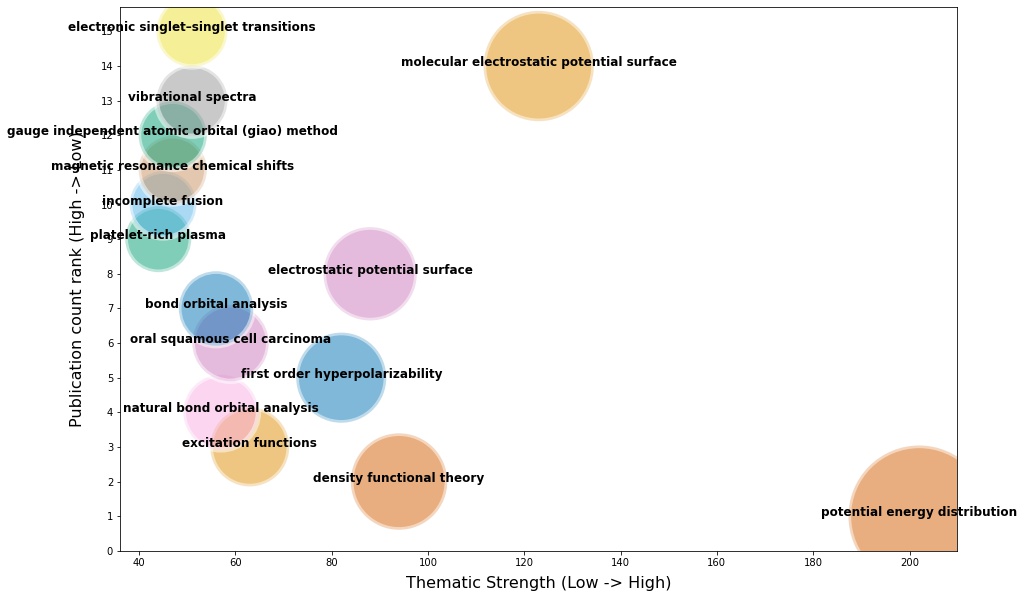 electronic singlet–singlet transitions
15
molecular electrostatic potential surface
14
vibrational spectra
13
gauge independent atomic orbital (giao) method
12
magnetic resonance chemical shifts
11
incomplete fusion
10
platelet-rich plasma
9
electrostatic potential surface
8
bond orbital analysis
7
oral squamous cell carcinoma
6
first order hyperpolarizability
5
natural bond orbital analysis
4
excitation functions
3
density functional theory
2
potential energy distribution
1
0
Publication count rank (High -> Low)
40 60 80 100 120 140 160 180 200
Thematic Strength (Low -> High)